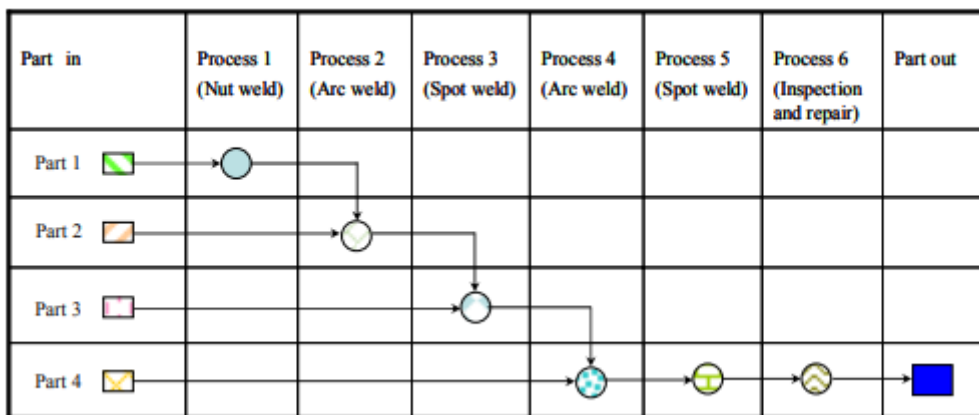 Part in
Process 1
(Nut weld)
Process 2
(Arc weld)
Process 3
(Spot weld)
Process 4
(Arc weld)
Process 5
(Spot weld)
Process 6
(Inspection
and repair)
Part out
Part 1
Part 2
Part 3
Part 4